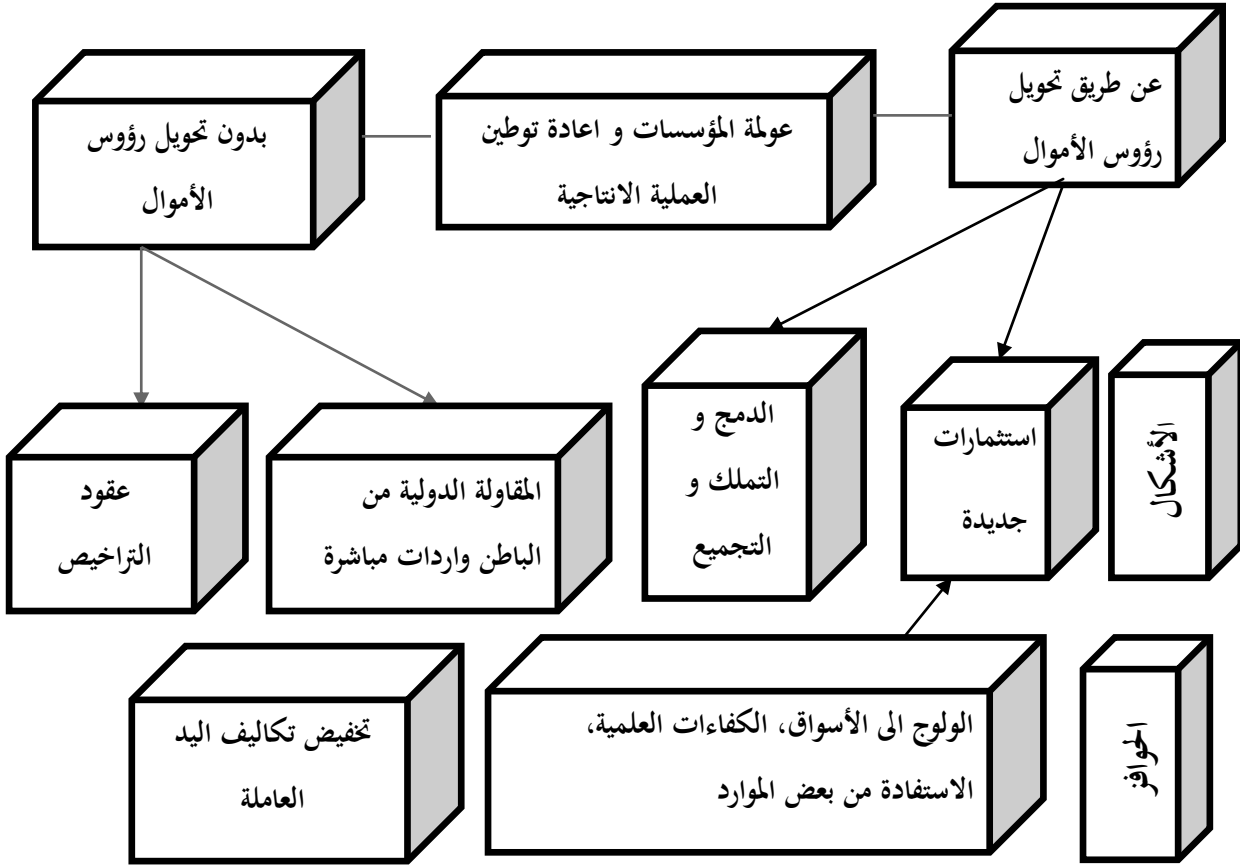 عن طريق تحويل
رؤوس الأموال
عولمة المؤسسات و اعادة توطين
العملية الانتاجية
بدون تحويل رؤوس
الأموال
الأشكال
استثمارات
جديدة
الدمج و
التملك و
التجميع
المقاولة الدولية من
الباطن واردات مباشرة
عقود
التراخيص
الحوافز
الولوج الى الأسواق، الكفاءات العلمية،
الاستفادة من بعض الموارد
تخفيض تكاليف اليد
العاملة